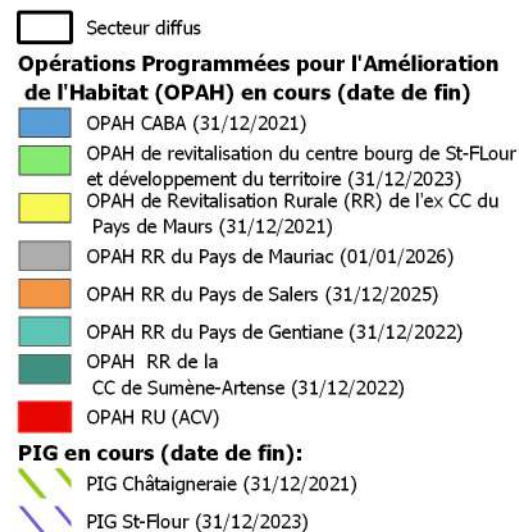 Secteur diffus
Opérations Programmées pour l'Amélioration
de l'Habitat (OPAH) en cours (date de fin)
OPAH CABA (31/12/2021)
OPAH de revitalisation du centre bourg de St-FLour
et développement du territoire (31/12/2023)
OPAH de Revitalisation Rurale (RR) de l'ex CC du
Pays de Maurs (31/12/2021)
OPAH RR du Pays de Mauriac (01/01/2026)
OPAH RR du Pays de Salers (31/12/2025)
OPAH RR du Pays de Gentiane (31/12/2022)
OPAH RR de la
CC de Sumène-Artense (31/12/2022)
OPAH RU (ACV)
PIG en cours (date de fin):
PIG Châtaigneraie (31/12/2021)
PIG St-Flour (31/12/2023)